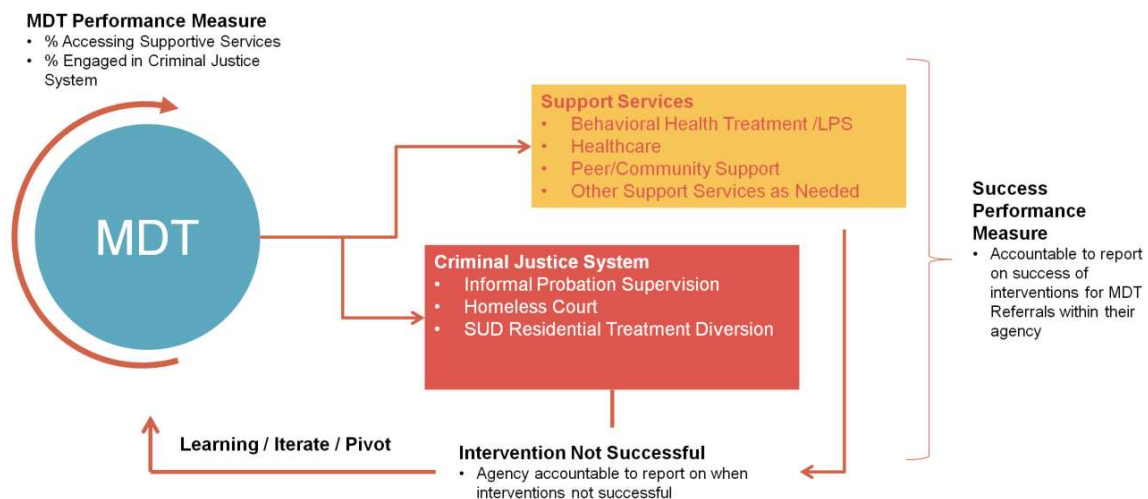 MDT Performance Measure
• % Accessing Supportive Services
• % Engaged in Criminal Justice
System
MDT
Support Services
• Behavioral Health Treatment /LPS
• Healthcare
• Peer/Community Support
• Other Support Services as Needed
Criminal Justice System
• Informal Probation Supervision
• Homeless Court
• SUD Residential Treatment Diversion
Success
Performance
Measure
• Accountable to report
on success of
interventions for MDT
Referrals within their
agency
Learning / Iterate / Pivot
Intervention Not Successful
• Agency accountable to report on when
interventions not successful